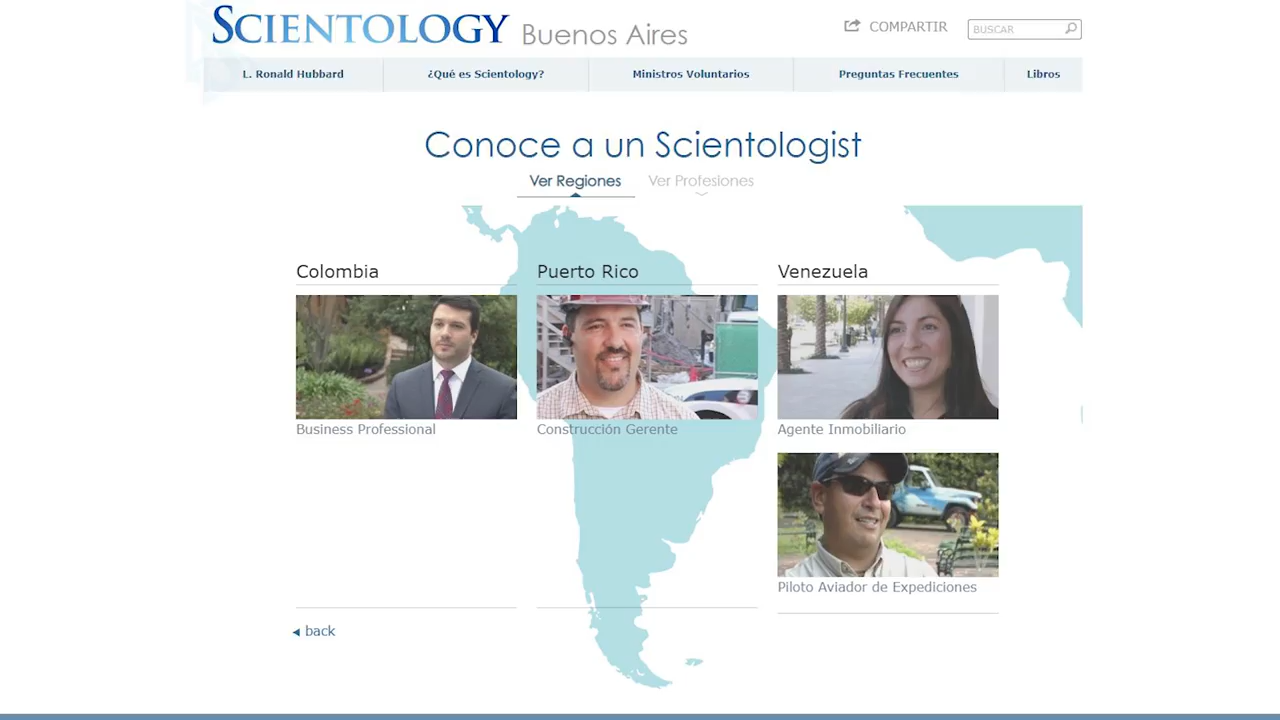 SCIENTOLOGY Buenos Aires
COMPARTIR
BUSCAR
L. Ronald Hubbard
¿Qué es Scientology?
Ministros Voluntarios
Preguntas Frecuentes
Libros
Conoce a un Scientologist
Ver Regiones
Ver Profesiones
Colombia
Puerto Rico
Venezuela
Business Professional
Construcción Gerente
Agente Inmobiliario
Piloto Aviador de Expediciones
back